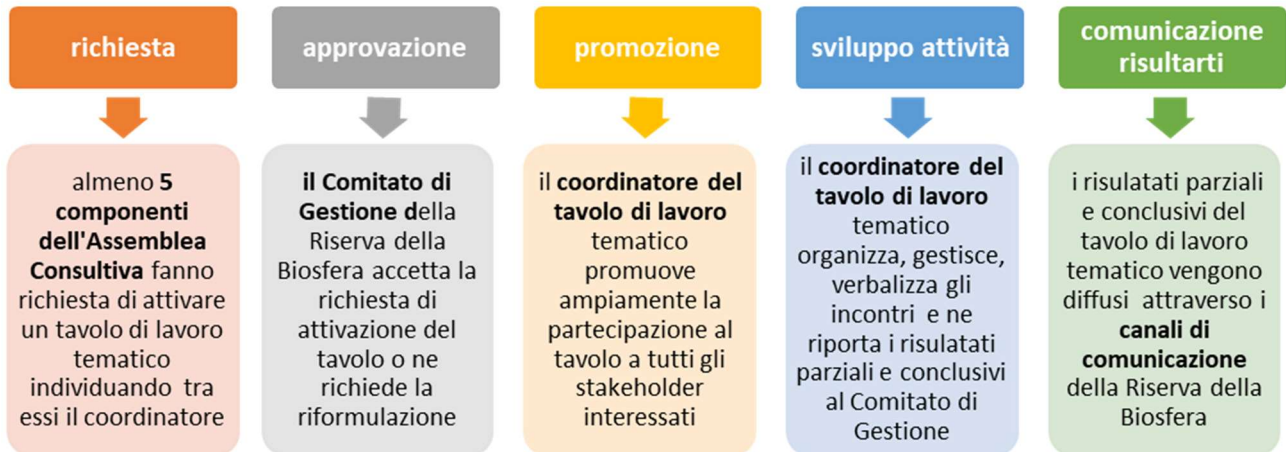 richiesta
almeno 5
componenti
dell'Assemblea
Consultiva fanno
richiesta di attivare
un tavolo di lavoro
tematico
individuando tra
essi il coordinatore
approvazione
il Comitato di
Gestione della
Riserva della
Biosfera accetta la
richiesta di
attivazione del
tavolo o ne
richiede la
riformulazione
promozione
il coordinatore del
tavolo di lavoro
tematico
promuove
ampiamente la
partecipazione al
tavolo a tutti gli
stakeholder
interessati
sviluppo attività
il coordinatore del
tavolo di lavoro
tematico
organizza, gestisce,
verbalizza gli
incontri e ne
riporta i risulatati
parziali e conclusivi
al Comitato di
Gestione
comunicazione
risultarti
i risulatati parziali
e conclusivi del
tavolo di lavoro
tematico vengono
diffusi attraverso i
canali di
comunicazione
della Riserva della
Biosfera